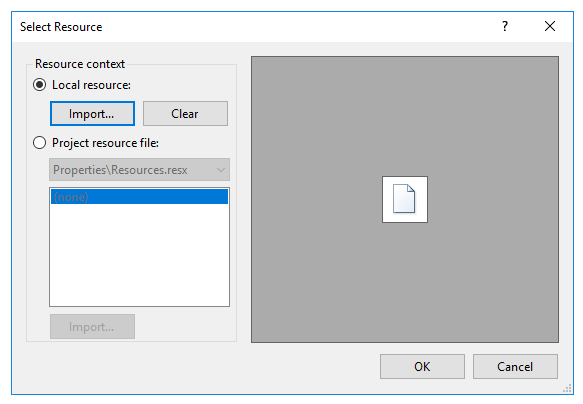 Select Resource
Resource context
Local resource:
Import... Clear
Project resource file:
Properties\Resources.resx
(none)
Import...
OK Cancel